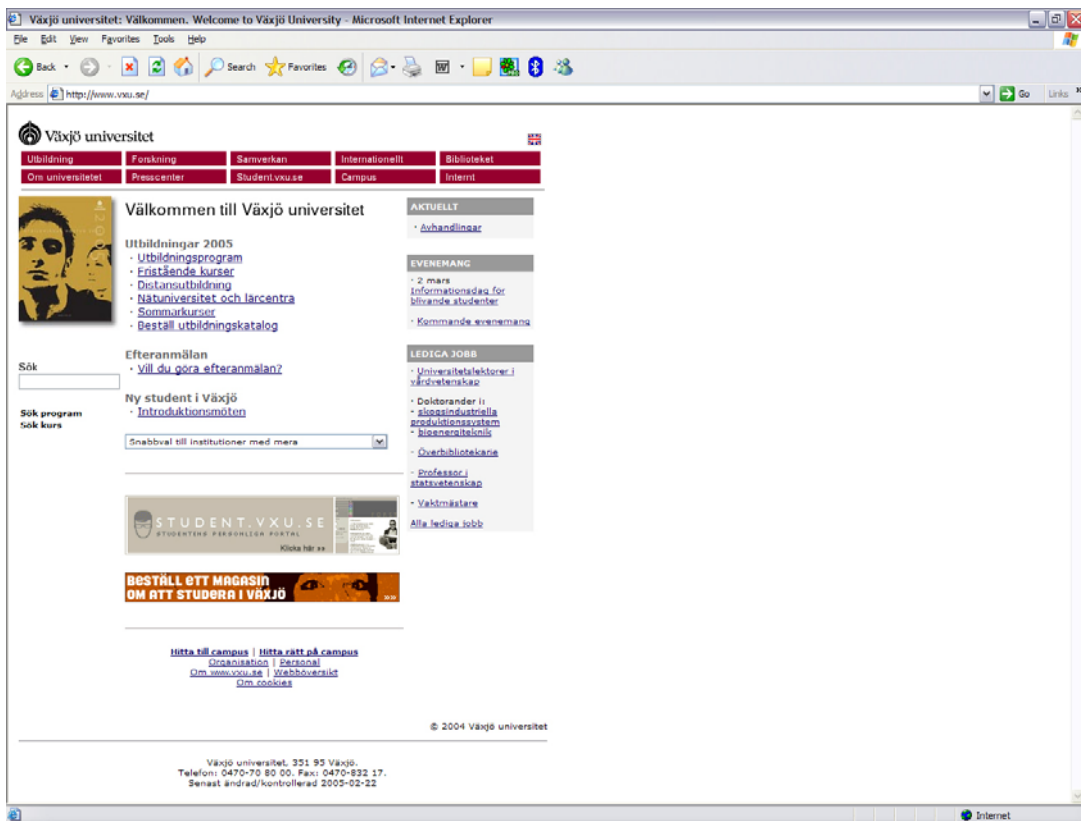 Växjö universitet: Välkommen. Welcome to Växjö University - Microsoft Internet Explorer
File Edit View Favorites Tools Help
Back Search Favorites
Address http://www.vxu.se/ Go Links
Växjö universitet
Utbildning Forskning Samverkan Internationellt Biblioteket
Om universitetet Presscenter Student.vxu.se Campus Internt
2005
Välkommen till Växjö universitet
Utbildningar 2005
· Utbildningsprogram
· Fristående kurser
· Distansutbildning
· Nätuniversitet och lärcentra
· Sommarkurser
· Beställ utbildningskatalog
Efteranmälan
· Vill du göra efteranmälan?
Ny student i Växjö
· Introduktionsmöten
Snabbval till institutioner med mera
Sök
Sök program
Sök kurs
STUDENT.VXU.SE
STUDENTENS PERSONLIGA PORTAL
Klicka här »»
BESTÄLL ETT MAGASIN
OM ATT STUDERA I VÄXJÖ
AKTUELLT
· Avhandlingar
EVENEMANG
· 2 mars
Informationsdag för
blivande studenter
· Kommande evenemang
LEDIGA JOBB
· Universitetslektorer i
vårdvetenskap
· Doktorander i:
- skogsindustriella
produktionssystem
- bioenergiteknik
· Överbibliotekarie
· Professor i
statsvetenskap
· Vaktmästare
Alla lediga jobb
Hitta till campus | Hitta rätt på campus
Organisation | Personal
Om www.vxu.se | Webböversikt
Om cookies
© 2004 Växjö universitet
Växjö universitet, 351 95 Växjö.
Telefon: 0470-70 80 00. Fax: 0470-832 17.
Senast ändrad/kontrollerad 2005-02-22
Internet